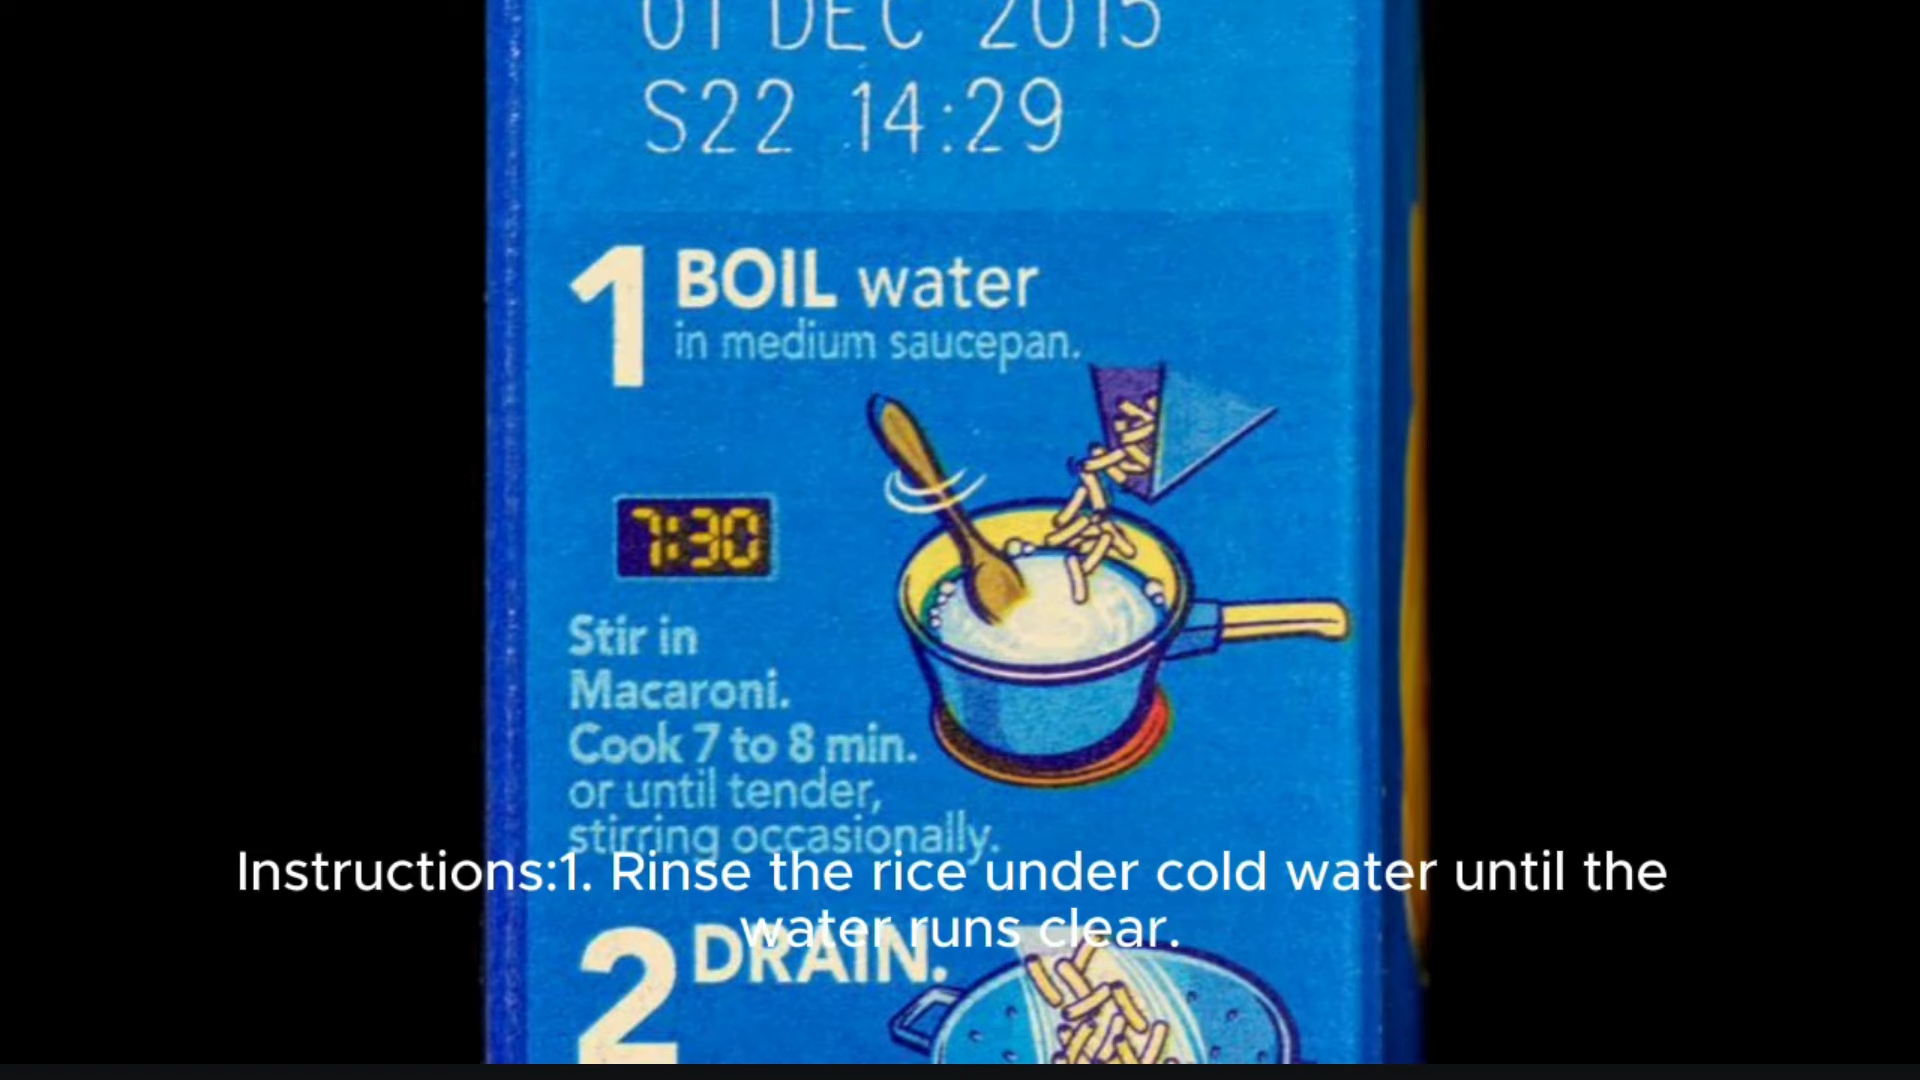 01 DEC 2015
S22 14:29
1 BOIL water
in medium saucepan.
7:30
Stir in
Macaroni.
Cook 7 to 8 min.
or until tender,
stirring occasionally.
Instructions:1. Rinse the rice under cold water until the
water runs clear.
2 DRAIN.